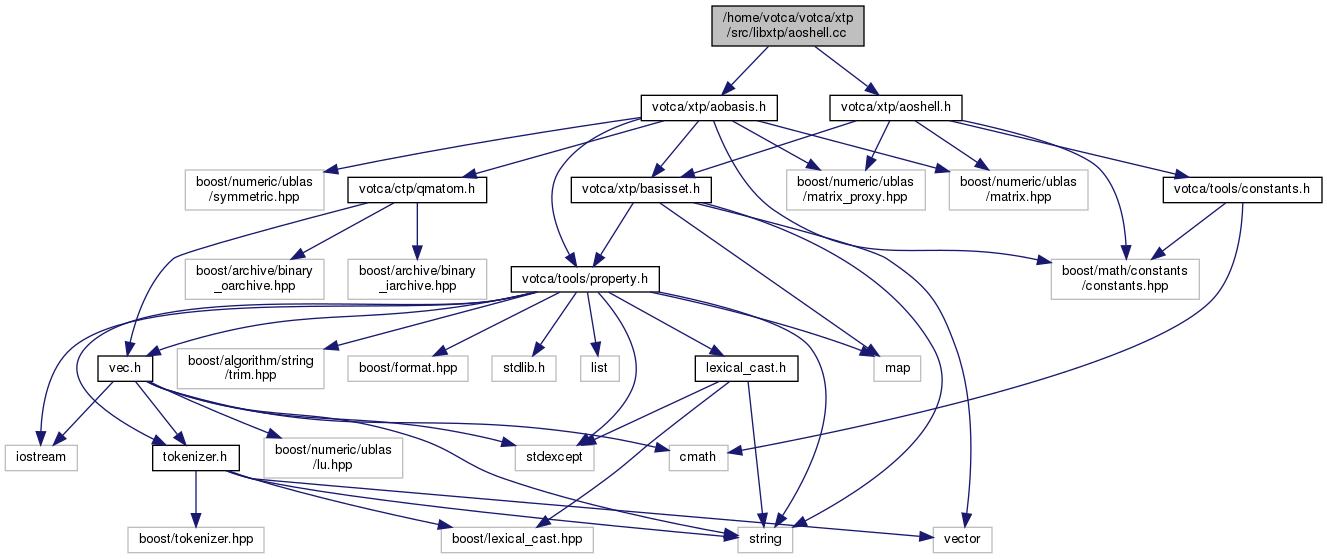 /home/votca/votca/xtp
/src/libxtp/aoshell.cc
votca/xtp/aobasis.h
votca/xtp/aoshell.h
boost/numeric/ublas
/symmetric.hpp
votca/ctp/qmatom.h
votca/xtp/basisset.h
boost/numeric/ublas
/matrix_proxy.hpp
boost/numeric/ublas
/matrix.hpp
votca/tools/constants.h
boost/archive/binary
_oarchive.hpp
boost/archive/binary
_iarchive.hpp
votca/tools/property.h
boost/math/constants
/constants.hpp
vec.h
boost/algorithm/string
/trim.hpp
boost/format.hpp
stdlib.h
list
lexical_cast.h
map
iostream
tokenizer.h
boost/numeric/ublas
/lu.hpp
stdexcept
cmath
boost/tokenizer.hpp
boost/lexical_cast.hpp
string
vector